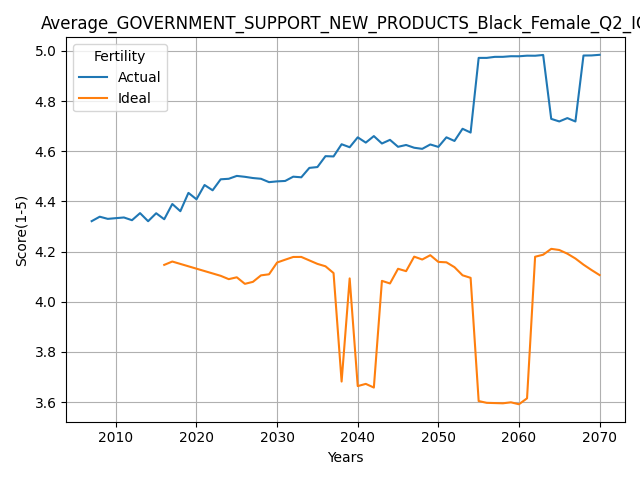 Average_GOVERNMENT_SUPPORT_NEW_PRODUCTS_Black_Female_Q2_IC
Fertility
Actual
Ideal
Score(1-5)
5.0
4.8
4.6
4.4
4.2
4.0
3.8
3.6
2010 2020 2030 2040 2050 2060 2070
Years